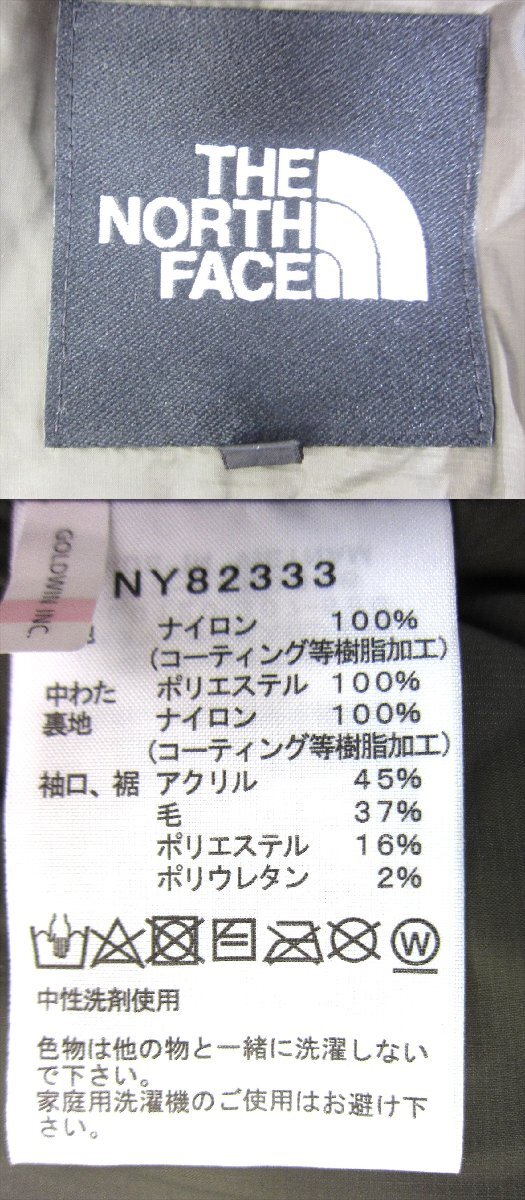 THE
NORTH
FACE
GOLDWIN INC.
NY82333
ナイロン 100%
(コーティング等樹脂加工)
中わた ポリエステル 100%
裏地 ナイロン 100%
(コーティング等樹脂加工)
袖口、裾 アクリル 45%
毛 37%
ポリエステル 16%
ポリウレタン 2%
W
中性洗剤使用
色物は他の物と一緒に洗濯しない
で下さい。
家庭用洗濯機のご使用はお避け下
さい。